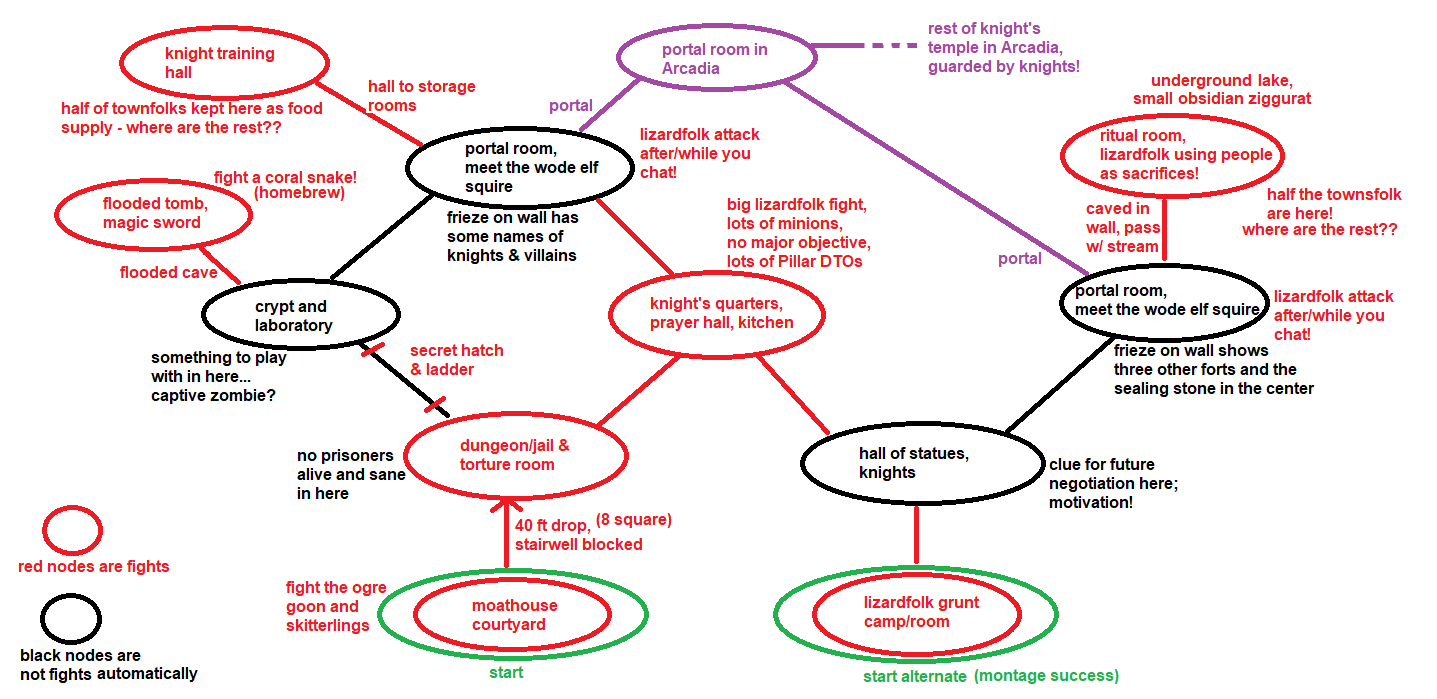 knight training
hall
half of townfolks kept here as food
supply - where are the rest??
hall to storage
rooms
portal room in
Arcadia
rest of knight's
temple in Arcadia,
guarded by knights!
portal
underground lake,
small obsidian ziggurat
ritual room,
lizardfolk using people
as sacrifices!
half the townsfolk
are here!
where are the rest??
caved in
wall, pass
w/ stream
portal room,
meet the wode elf
squire
lizardfolk attack
after/while you
chat!
frieze on wall has
some names of
knights & villains
fight a coral snake!
(homebrew)
flooded tomb,
magic sword
flooded cave
big lizardfolk fight,
lots of minions,
no major objective,
lots of Pillar DTOs
portal
portal room,
meet the wode elf squire
lizardfolk attack
after/while you
chat!
frieze on wall shows
three other forts and the
sealing stone in the center
crypt and
laboratory
something to play
with in here...
captive zombie?
secret hatch
& ladder
knight's quarters,
prayer hall, kitchen
no prisoners
alive and sane
in here
dungeon/jail &
torture room
hall of statues,
knights
clue for future
negotiation here;
motivation!
40 ft drop, (8 square)
stairwell blocked
fight the ogre
goon and
skitterlings
moathouse
courtyard
start
lizardfolk grunt
camp/room
start alternate (montage success)
red nodes are fights
black nodes are
not fights automatically